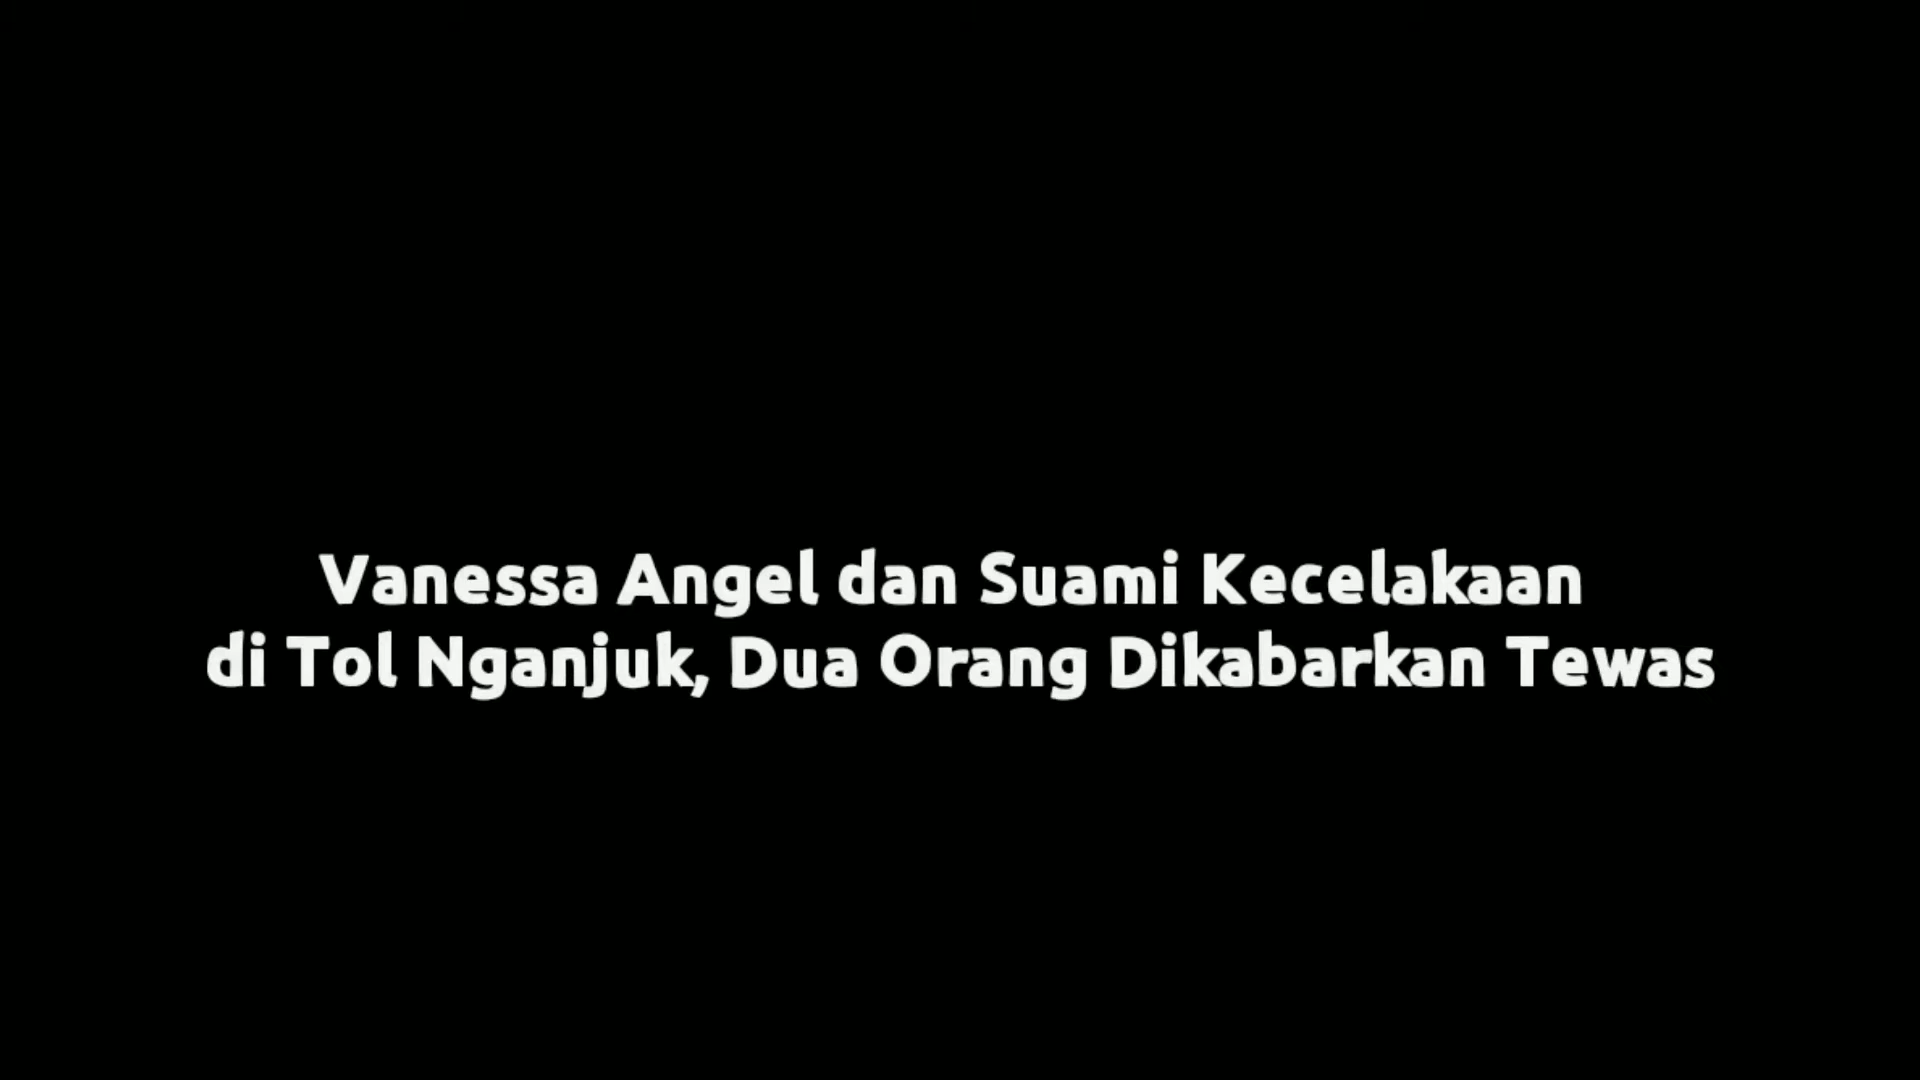 Vanessa Angel dan Suami Kecelakaan
di Tol Nganjuk, Dua Orang Dikabarkan Tewas